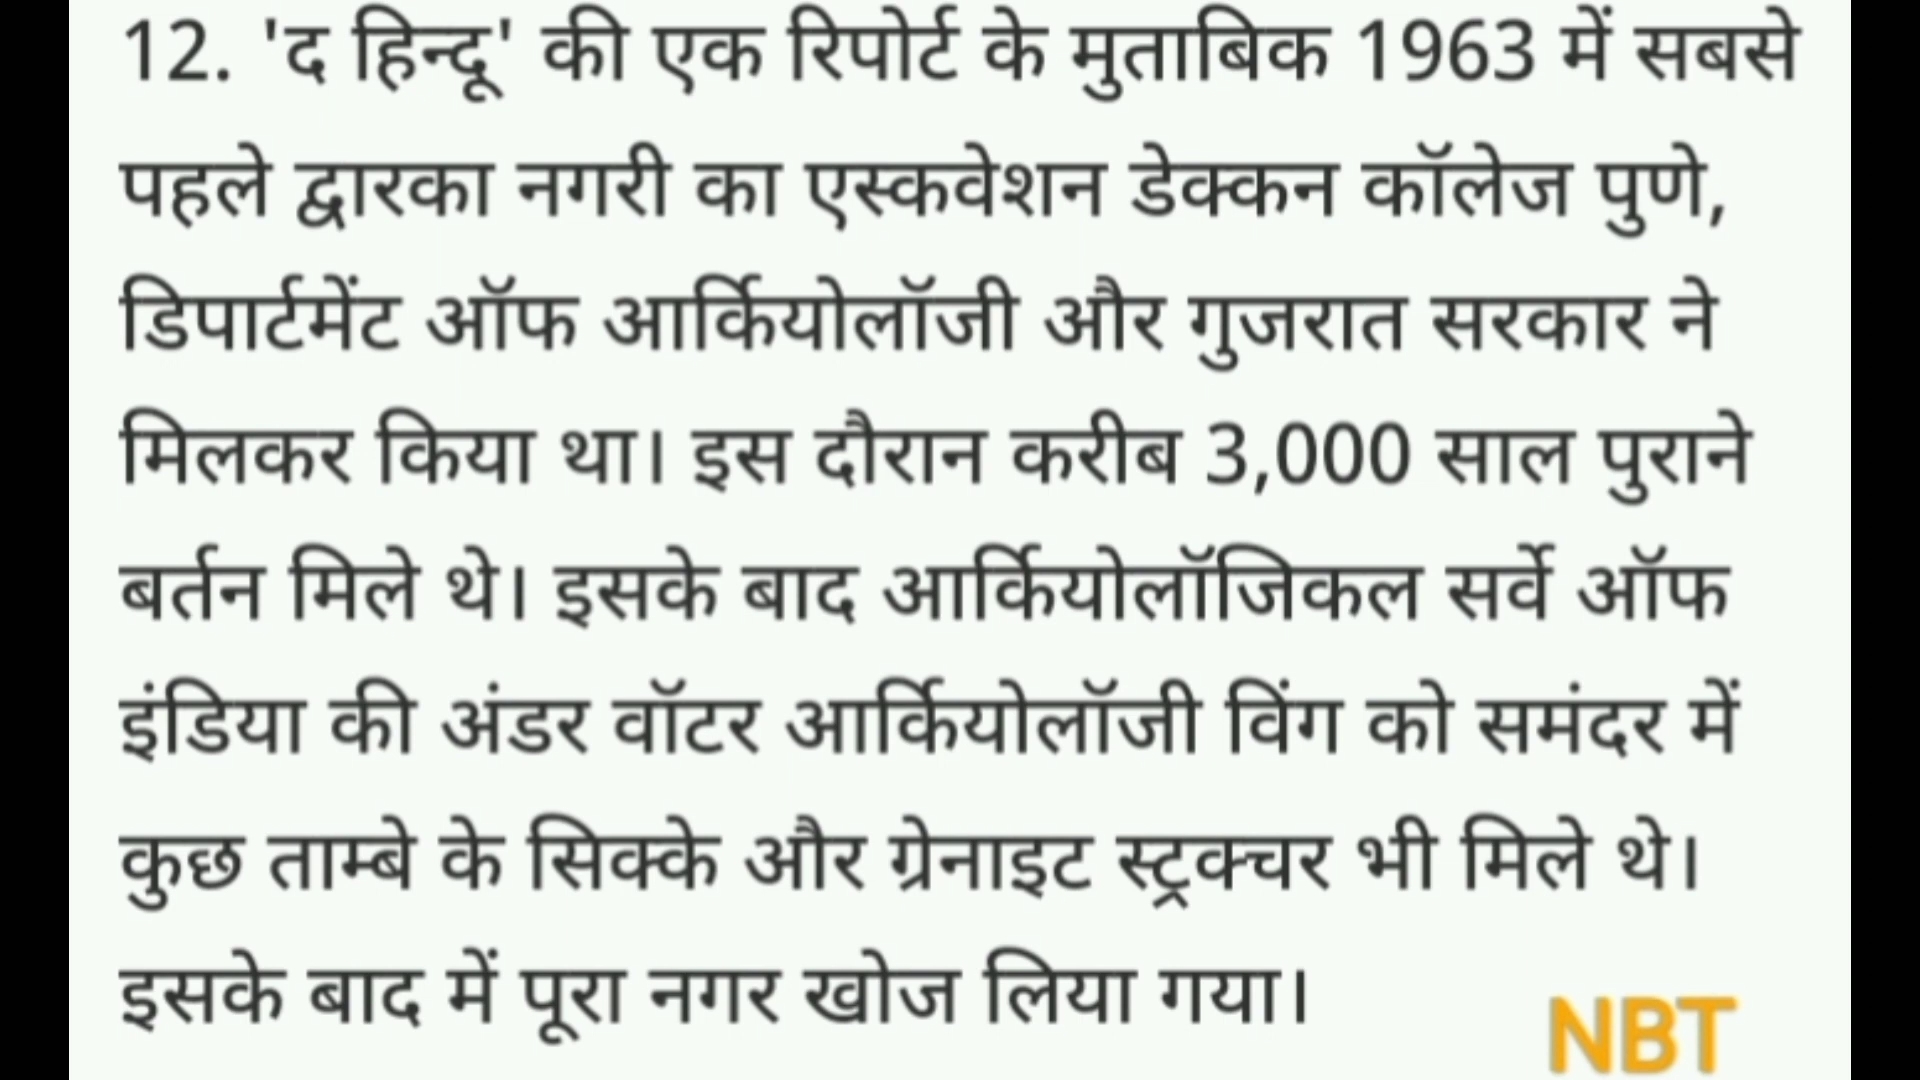 12. 'द हिन्दू' की एक रिपोर्ट के मुताबिक 1963 में सबसे
पहले द्वारका नगरी का एस्कवेशन डेक्कन कॉलेज पुणे,
डिपार्टमेंट ऑफ आर्कियोलॉजी और गुजरात सरकार ने
मिलकर किया था। इस दौरान करीब 3,000 साल पुराने
बर्तन मिले थे। इसके बाद आर्कियोलॉजिकल सर्वे ऑफ
इंडिया की अंडर वॉटर आर्कियोलॉजी विंग को समंदर में
कुछ ताम्बे के सिक्के और ग्रेनाइट स्ट्रक्चर भी मिले थे।
इसके बाद में पूरा नगर खोज लिया गया।
NBT